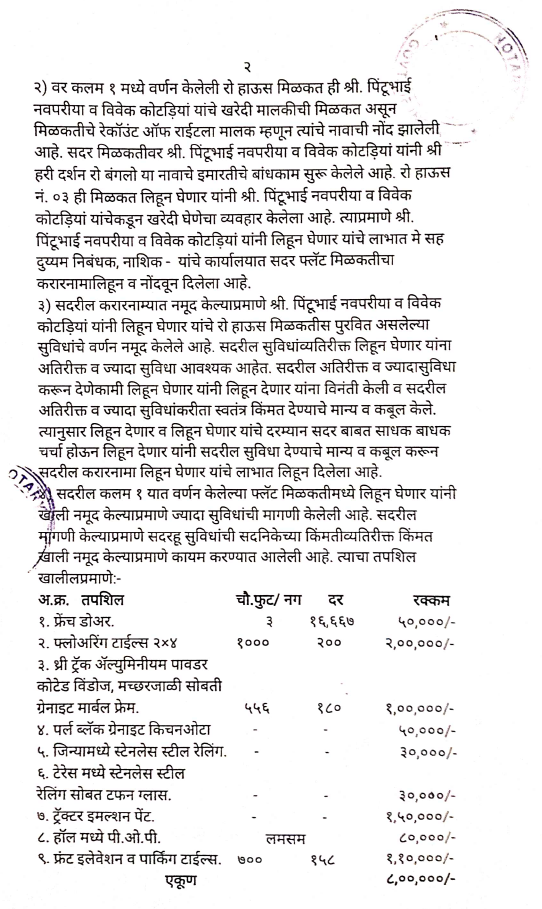 २
२) वर कलम १ मध्ये वर्णन केलेली रो हाऊस मिळकत ही श्री. पिंटूभाई
नवपरीया व विवेक कोटड़ियां यांचे खरेदी मालकीची मिळकत असून
मिळकतीचे रेकॉउंट ऑफ राईटला मालक म्हणून त्यांचे नावाची नोंद झालेली
आहे. सदर मिळकतीवर श्री. पिंटूभाई नवपरीया व विवेक कोटड़ियां यांनी श्री
हरी दर्शन रो बंगलो या नावाचे इमारतीचे बांधकाम सुरू केलेले आहे. रो हाऊस
नं. ०३ ही मिळकत लिहून घेणार यांनी श्री. पिंटूभाई नवपरीया व विवेक
कोटड़ियां यांचेकडून खरेदी घेणेचा व्यवहार केलेला आहे. त्याप्रमाणे श्री.
पिंटूभाई नवपरीया व विवेक कोटड़ियां यांनी लिहून घेणार यांचे लाभात मे सह
दुय्यम निबंधक, नाशिक - यांचे कार्यालयात सदर फ्लॅट मिळकतीचा
करारनामालिहून व नोंदवून दिलेला आहे.
३) सदरील करारनाम्यात नमूद केल्याप्रमाणे श्री. पिंटूभाई नवपरीया व विवेक
कोटड़ियां यांनी लिहून घेणार यांचे रो हाऊस मिळकतीस पुरवित असलेल्या
सुविधांचे वर्णन नमूद केलेले आहे. सदरील सुविधांव्यतिरीक्त लिहून घेणार यांना
अतिरीक्त व ज्यादा सुविधा आवश्यक आहेत. सदरील अतिरीक्त व ज्यादासुविधा
करून देणेकामी लिहून घेणार यांनी लिहून देणार यांना विनंती केली व सदरील
अतिरीक्त व ज्यादा सुविधांकरीता स्वतंत्र किंमत देण्याचे मान्य व कबूल केले.
त्यानुसार लिहून देणार व लिहून घेणार यांचे दरम्यान सदर बाबत साधक बाधक
चर्चा होऊन लिहून देणार यांनी सदरील सुविधा देण्याचे मान्य व कबूल करून
सदरील करारनामा लिहून घेणार यांचे लाभात लिहून दिलेला आहे.
सदरील कलम १ यात वर्णन केलेल्या फ्लॅट मिळकतीमध्ये लिहून घेणार यांनी
खाली नमूद केल्याप्रमाणे ज्यादा सुविधांची मागणी केलेली आहे. सदरील
मागणी केल्याप्रमाणे सदरहू सुविधांची सदनिकेच्या किंमतीव्यतिरीक्त किंमत
खाली नमूद केल्याप्रमाणे कायम करण्यात आलेली आहे. त्याचा तपशिल
खालीलप्रमाणे:-
अ.क्र. तपशिल चौ.फुट/ नग दर रक्कम
१. फ्रेंच डोअर. ३ १६,६६७ ५०,०००/-
२. फ्लोअरिंग टाईल्स २×४ १००० २०० २,००,०००/-
३. थ्री ट्रॅक ॲल्युमिनीयम पावडर
कोटेड विंडोज, मच्छरजाळी सोबती
ग्रेनाइट मार्बल फ्रेम. ५५६ १८० १,००,०००/-
४. पर्ल ब्लॅक ग्रेनाइट किचनओटा - - ५०,०००/-
५. जिन्यामध्ये स्टेनलेस स्टील रेलिंग. - - ३०,०००/-
६. टेरेस मध्ये स्टेनलेस स्टील
रेलिंग सोबत टफन ग्लास. - - ३०,०००/-
७. ट्रॅक्टर इमल्शन पेंट. - - १,५०,०००/-
८. हॉल मध्ये पी.ओ.पी. लमसम ८०,०००/-
९. फ्रंट इलेवेशन व पार्किंग टाईल्स. ७०० १५८ १,१०,०००/-
एकूण ८,००,०००/-